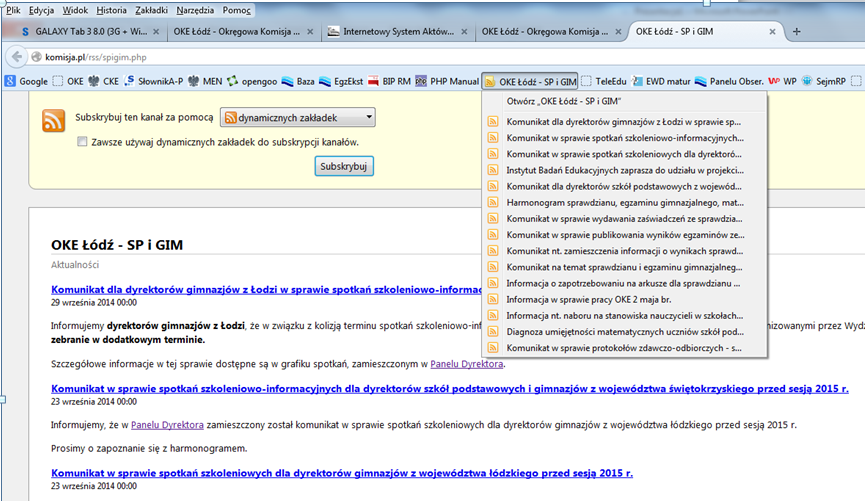 Plik Edycja Widok Historia Zakładki Narzędzia Pomoc
GALAXY Tab 3 8.0 (3G + Wi... OKE Łódź - Okręgowa Komisja ... Internetowy System Aktów... OKE Łódź - Okręgowa Komisja ... OKE Łódź - SP i GIM
komisja.pl/rss/spigim.php
Google OKE CKE SłownikA-P MEN opengoo Baza EgzEkst BIP RM PHP Manual OKE Łódź - SP i GIM TeleEdu EWD matur Panelu Obser. WP SejmRP
Otwórz „OKE Łódź - SP i GIM”
Subskrybuj ten kanał za pomocą dynamicznych zakładek
Zawsze używaj dynamicznych zakładek do subskrypcji kanałów.
Subskrybuj
Komunikat dla dyrektorów gimnazjów z Łodzi w sprawie sp...
Komunikat w sprawie spotkań szkoleniowo-informacyjnych...
Komunikat w sprawie spotkań szkoleniowych dla dyrektoró...
Instytut Badań Edukacyjnych zaprasza do udziału w projekci...
Komunikat dla dyrektorów szkół podstawowych z wojewód...
Harmonogram sprawdzianu, egzaminu gimnazjalnego, mat...
Komunikat w sprawie wydawania zaświadczeń ze sprawdzia...
Komunikat w sprawie publikowania wyników egzaminów ze...
Komunikat nt. zamieszczenia informacji o wynikach sprawd...
Komunikat na temat sprawdzianu i egzaminu gimnazjalneg...
Informacja o zapotrzebowaniu na arkusze dla sprawdzianu ...
Informacja w sprawie pracy OKE 2 maja br.
Informacja nt. naboru na stanowiska nauczycieli w szkołach...
Diagnoza umiejętności matematycznych uczniów szkół pod...
Komunikat w sprawie protokołów zdawczo-odbiorczych - s...
OKE Łódź - SP i GIM
Aktualności
Komunikat dla dyrektorów gimnazjów z Łodzi w sprawie spotkań szkoleniowo-informac
29 września 2014 00:00
Informujemy dyrektorów gimnazjów z Łodzi, że w związku z kolizją terminu spotkań szkoleniowo-inf nizowanymi przez Wydz
zebranie w dodatkowym terminie.
Szczegółowe informacje w tej sprawie dostępne są w grafiku spotkań, zamieszczonym w Panelu Dyrektora.
Komunikat w sprawie spotkań szkoleniowo-informacyjnych dla dyrektorów szkół podstawowych i gimnazjów z województwa świętokrzyskiego przed sesją 2015 r.
23 września 2014 00:00
Informujemy, że w Panelu Dyrektora zamieszczony został komunikat w sprawie spotkań szkoleniowych dla dyrektorów gimnazjów z województwa łódzkiego przed sesją 2015 r.
Prosimy o zapoznanie się z harmonogramem.
Komunikat w sprawie spotkań szkoleniowych dla dyrektorów gimnazjów z województwa łódzkiego przed sesją 2015 r.
23 września 2014 00:00